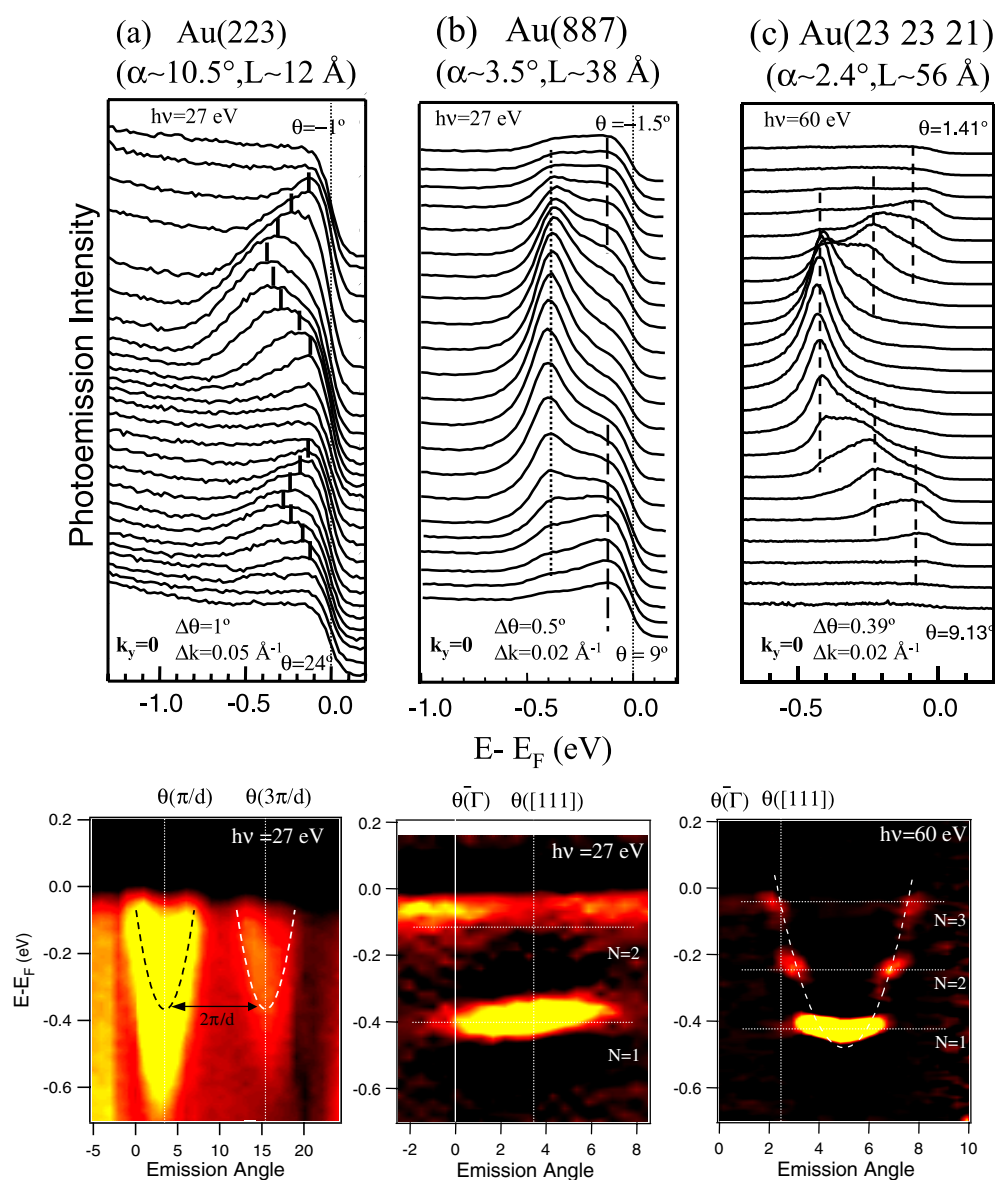 (a) Au(223)
(α~10.5°,L~12 Å)
(b) Au(887)
(α~3.5°,L~38 Å)
(c) Au(23 23 21)
(α~2.4°,L~56 Å)
hν=27 eV
θ=−1°
hν=27 eV
θ=−1.5°
hν=60 eV
θ=1.41°
Photoemission Intensity
k_y=0
Δθ=1°
Δk=0.05 Å⁻¹
θ=24°
k_y=0
Δθ=0.5°
Δk=0.02 Å⁻¹
θ=9°
k_y=0
Δθ=0.39°
Δk=0.02 Å⁻¹
θ=9.13°
-1.0 -0.5 0.0
-1.0 -0.5 0.0
-0.5 0.0
E- E_F (eV)
θ(π/d) θ(3π/d)
θ(Γ̄) θ([111])
θ(Γ̄) θ([111])
hν =27 eV
hν =27 eV
hν=60 eV
E-E_F (eV)
0.2
0.0
-0.2
-0.4
-0.6
2π/d
-5 0 5 10 15 20
Emission Angle
0.2
0.0
-0.2
-0.4
-0.6
N=2
N=1
-2 0 2 4 6 8
Emission Angle
0.2
0.0
-0.2
-0.4
-0.6
N=3
N=2
N=1
0 2 4 6 8 10
Emission Angle